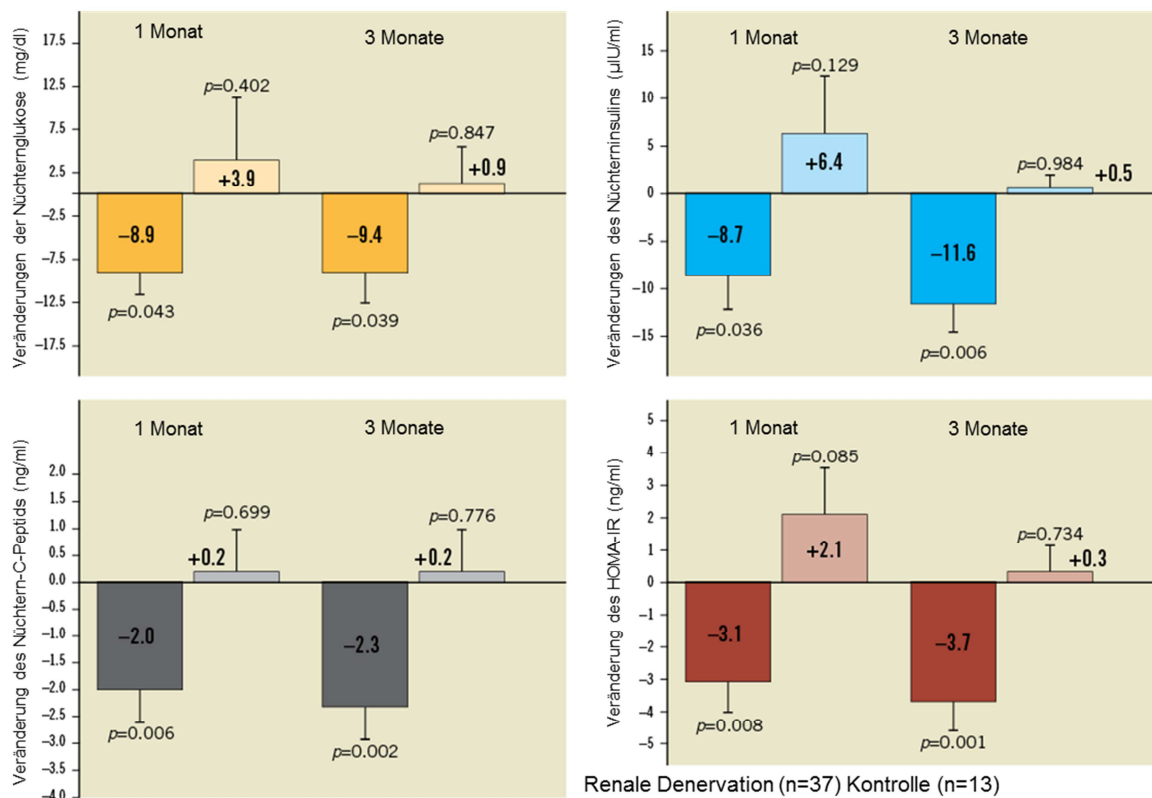 Veränderungen der Nüchternglukose (mg/dl)
1 Monat
3 Monate
17.5
12.5
7.5
2.5
−2.5
−7.5
−12.5
−17.5
p=0.402
+3.9
p=0.847
+0.9
−8.9
−9.4
p=0.043
p=0.039
Veränderungen des Nüchterninsulins (µIU/ml)
1 Monat
3 Monate
15
10
5
0
−5
−10
−15
p=0.129
+6.4
p=0.984
+0.5
−8.7
−11.6
p=0.036
p=0.006
Veränderung des Nüchtern-C-Peptids (ng/ml)
1 Monat
3 Monate
2.0
1.5
1.0
0.5
0.0
−0.5
−1.0
−1.5
−2.0
−2.5
−3.0
−3.5
−4.0
p=0.699
+0.2
p=0.776
+0.2
−2.0
−2.3
p=0.006
p=0.002
Veränderung des HOMA-IR (ng/ml)
1 Monat
3 Monate
5
4
3
2
1
0
−1
−2
−3
−4
−5
p=0.085
+2.1
p=0.734
+0.3
−3.1
−3.7
p=0.008
p=0.001
Renale Denervation (n=37) Kontrolle (n=13)